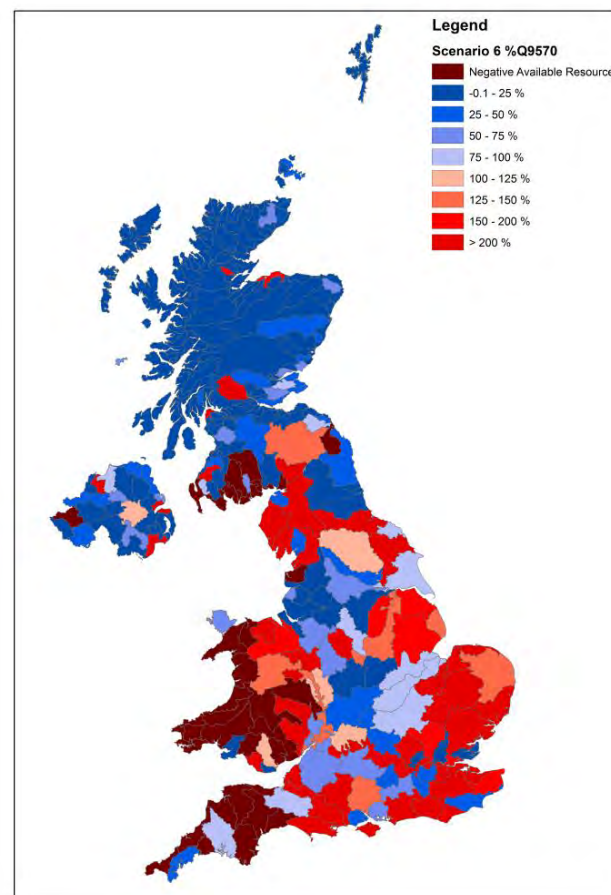 Legend
Scenario 6 %Q9570
Negative Available Resource
-0.1 - 25 %
25 - 50 %
50 - 75 %
75 - 100 %
100 - 125 %
125 - 150 %
150 - 200 %
> 200 %